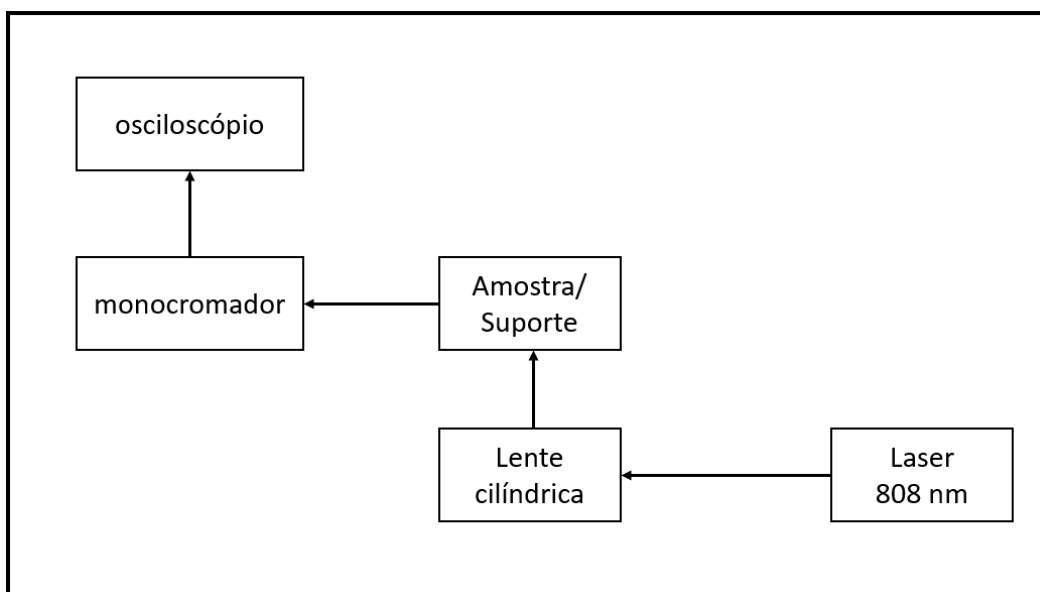 osciloscópio
monocromador
Amostra/
Suporte
Lente
cilíndrica
Laser
808 nm